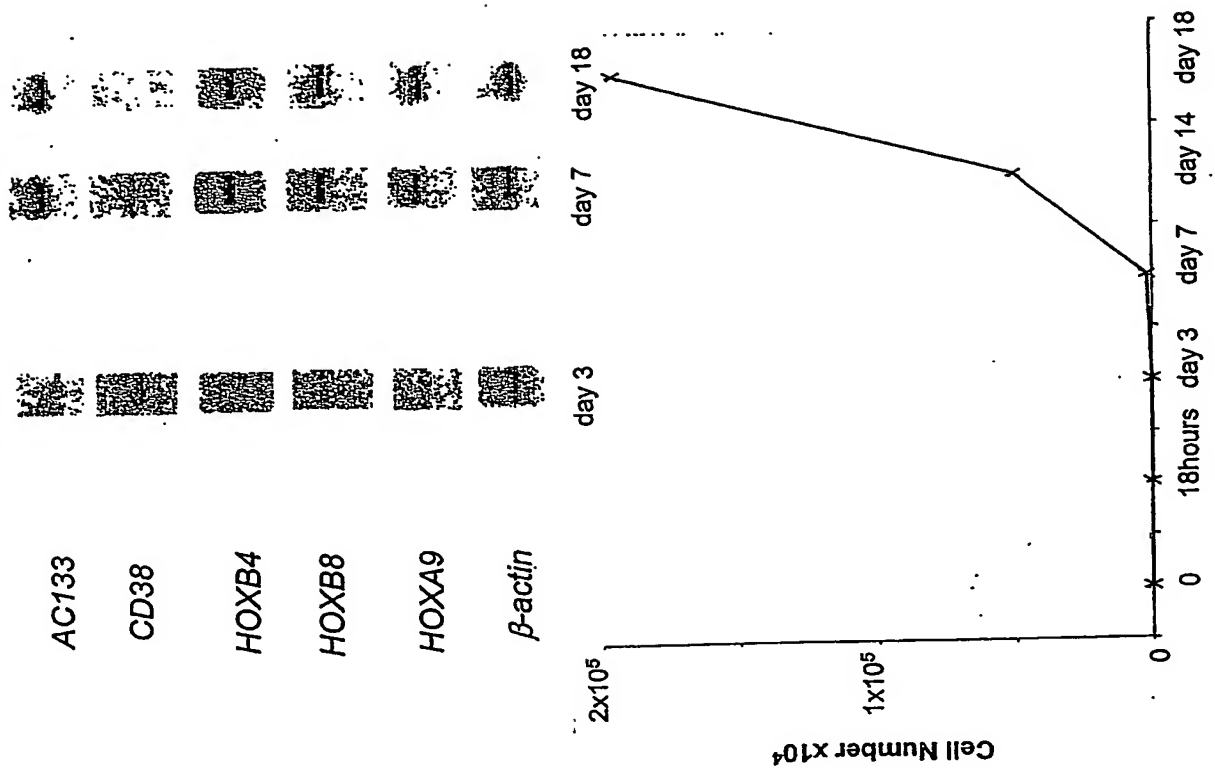 AC133
CD38
HOXB4
HOXB8
HOXA9
β-actin
day 3 day 7 day 18
2x10⁵
1x10⁵
0
Cell Number x10⁴
0 18hours day 3 day 7 day 14 day 18